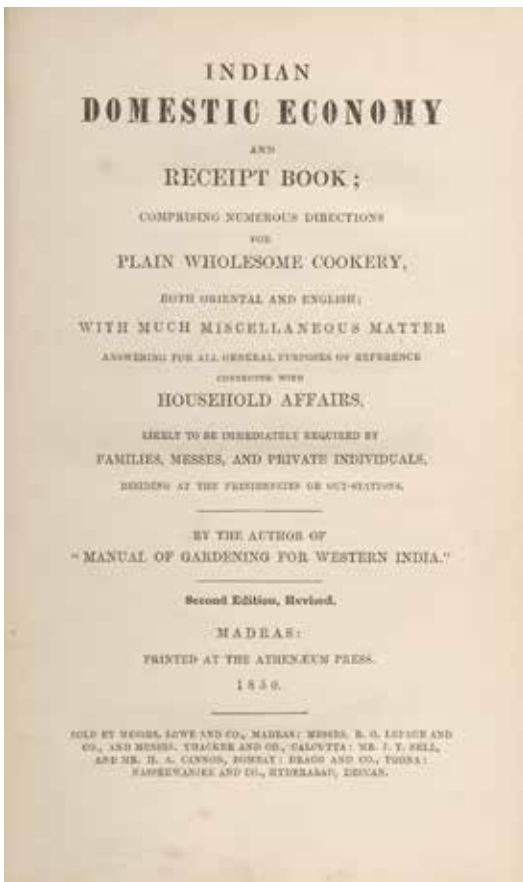 INDIAN
DOMESTIC ECONOMY
AND
RECEIPT BOOK;
COMPRISING NUMEROUS DIRECTIONS
FOR
PLAIN WHOLESOME COOKERY,
BOTH ORIENTAL AND ENGLISH;
WITH MUCH MISCELLANEOUS MATTER
ANSWERING FOR ALL GENERAL PURPOSES OF REFERENCE
CONNECTED WITH
HOUSEHOLD AFFAIRS,
LIKELY TO BE IMMEDIATELY REQUIRED BY
FAMILIES, MESSES, AND PRIVATE INDIVIDUALS,
RESIDING AT THE PRESIDENCIES OR OUT-STATIONS.
BY THE AUTHOR OF
"MANUAL OF GARDENING FOR WESTERN INDIA."
Second Edition, Revised.
MADRAS:
PRINTED AT THE ATHENÆUM PRESS.
1850.
SOLD BY MESSRS. LOWE AND CO., MADRAS; MESSRS. R. C. LEPAGE AND
CO., AND MESSRS. THACKER AND CO., CALCUTTA: MR. J. T.
AND MR. H. A. CANNON, BOMBAY: AND CO., POONA:
NASSERWANJEE AND CO., HYDERABAD, DECCAN.